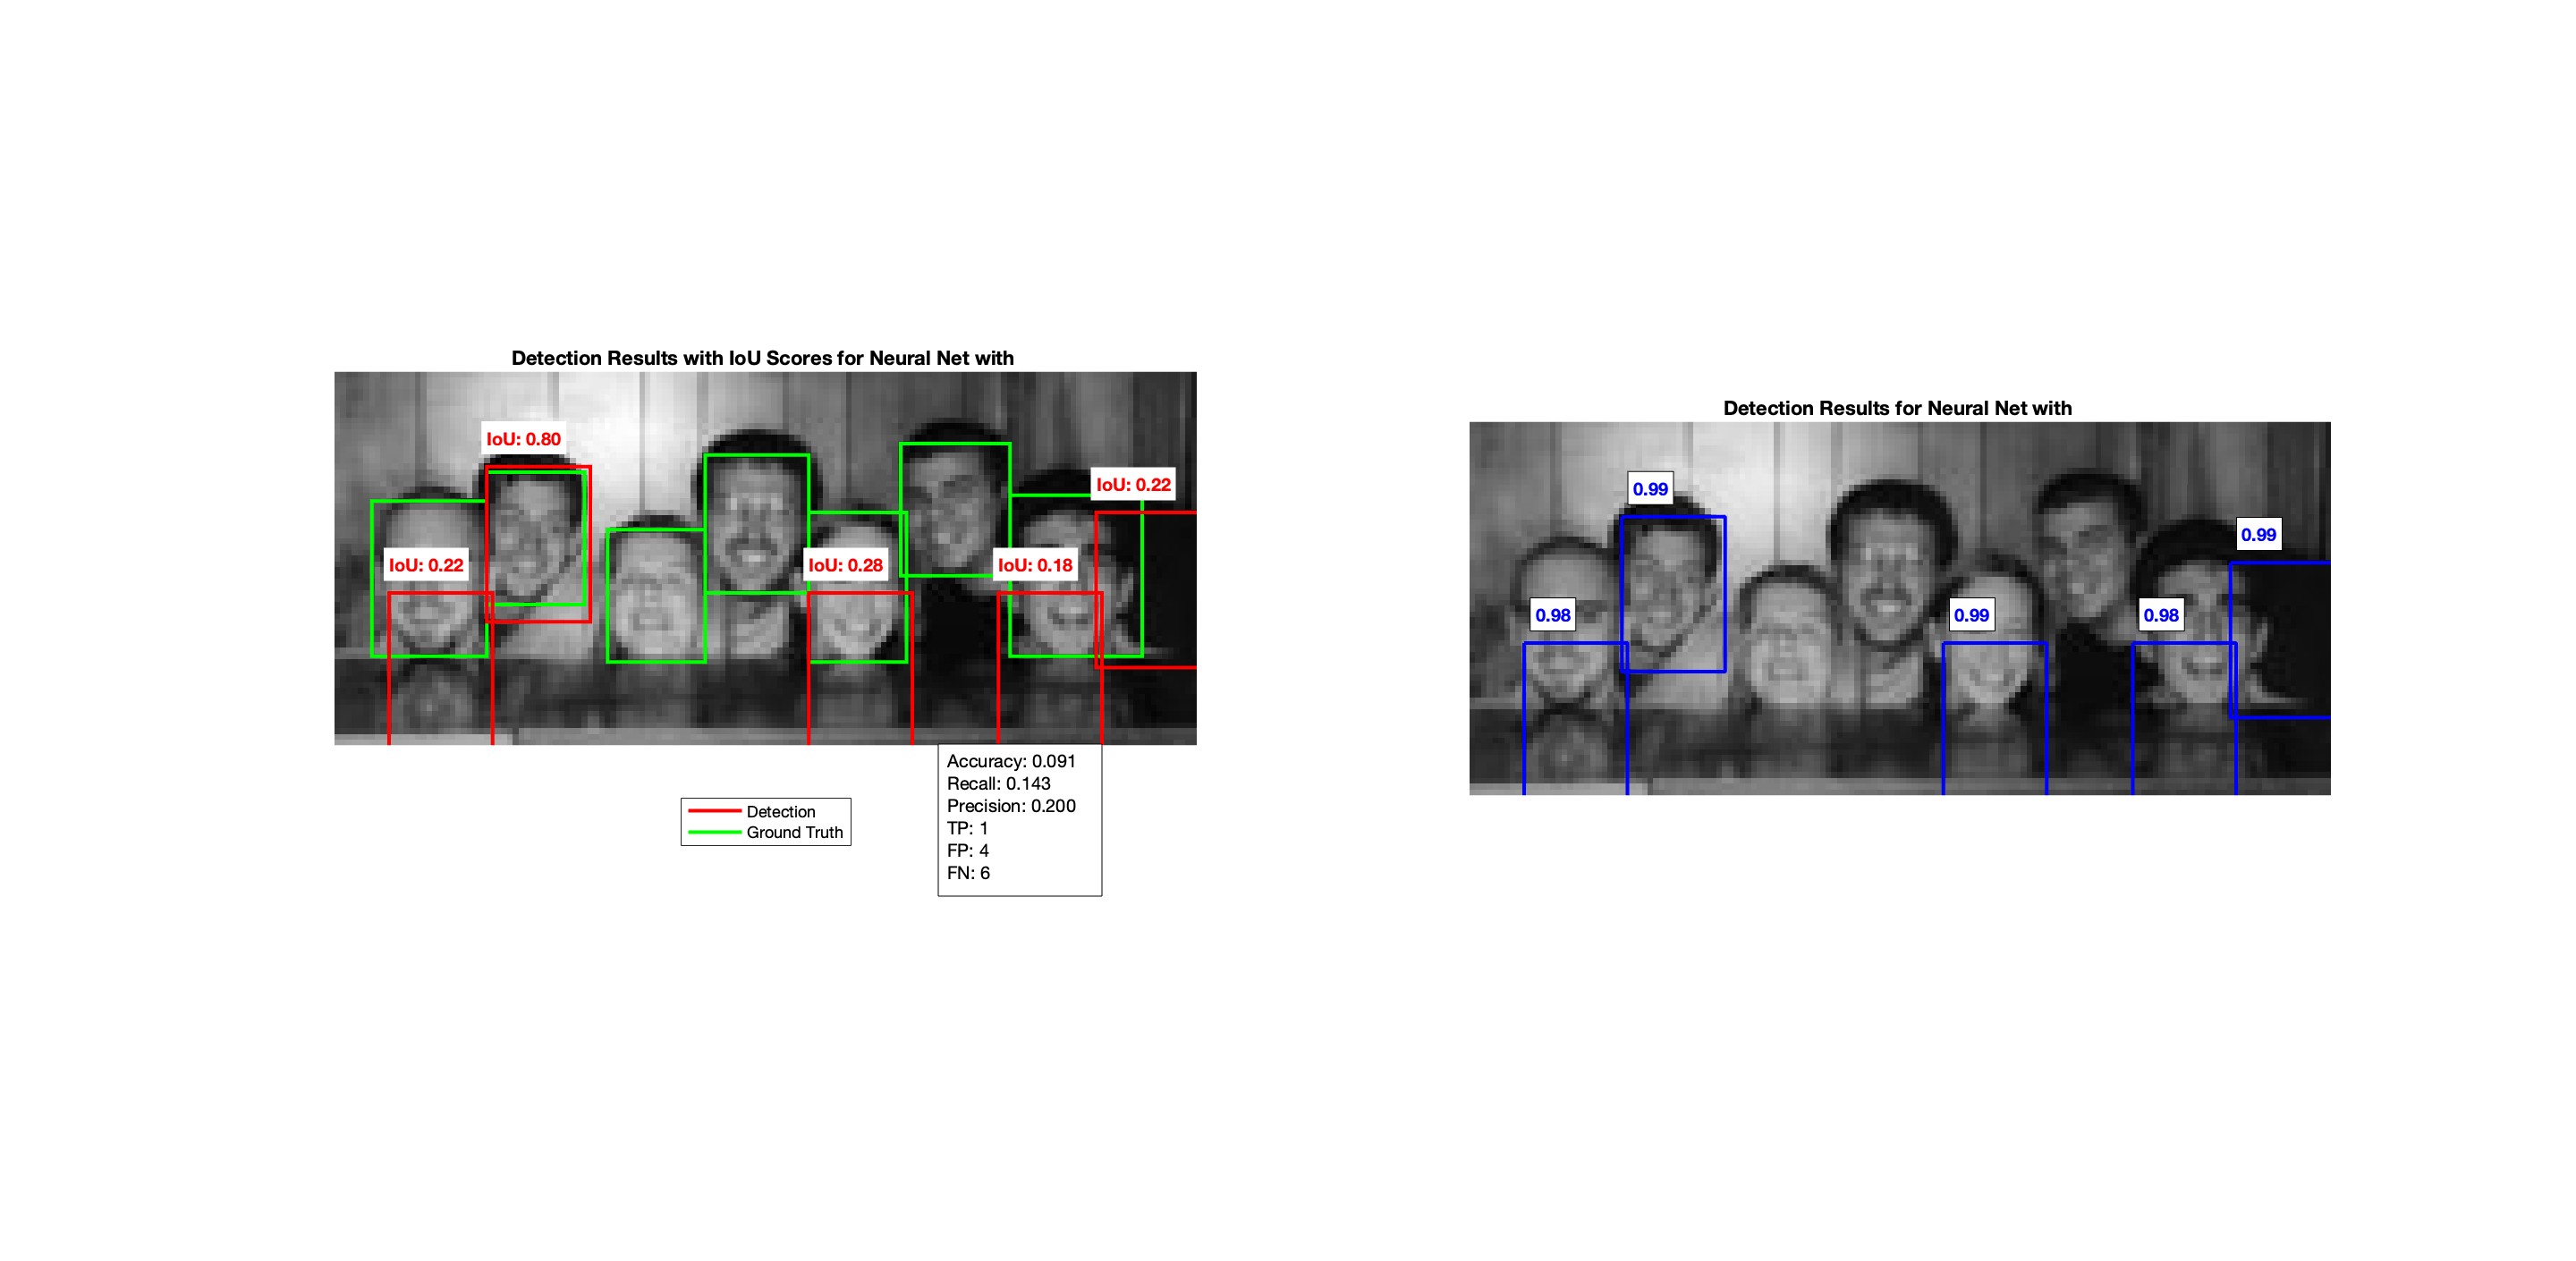 Detection Results with IoU Scores for Neural Net with
IoU: 0.80
IoU: 0.22
IoU: 0.22
IoU: 0.28
IoU: 0.18
Detection
Ground Truth
Accuracy: 0.091
Recall: 0.143
Precision: 0.200
TP: 1
FP: 4
FN: 6
Detection Results for Neural Net with
0.99
0.99
0.98
0.99
0.98